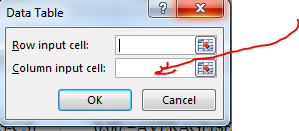 Data Table
Row input cell:
Column input cell:
OK
Cancel